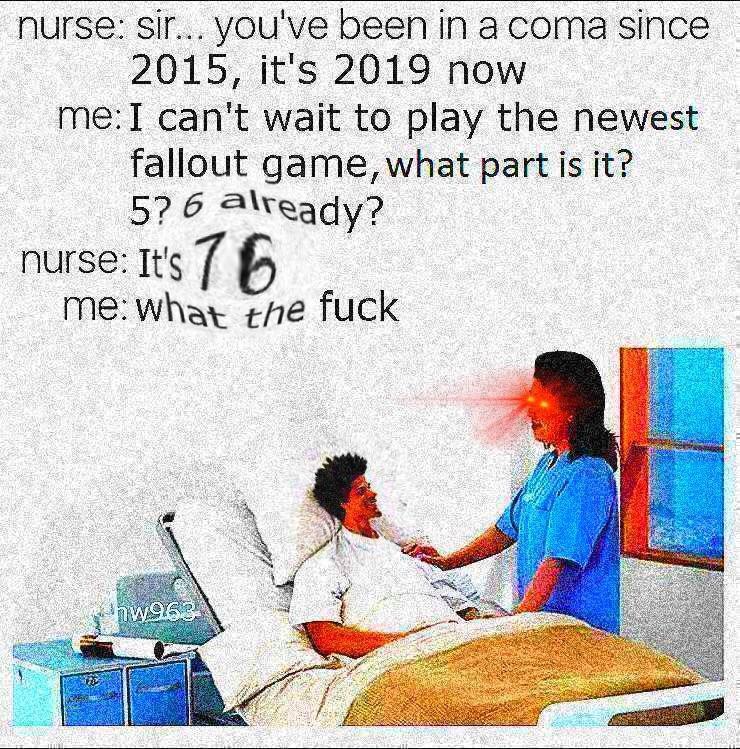 nurse: sir... you've been in a coma since
2015, it's 2019 now
me: I can't wait to play the newest
fallout game, what part is it?
5? 6 already?
nurse: It's 76
me: what the fuck
hw963